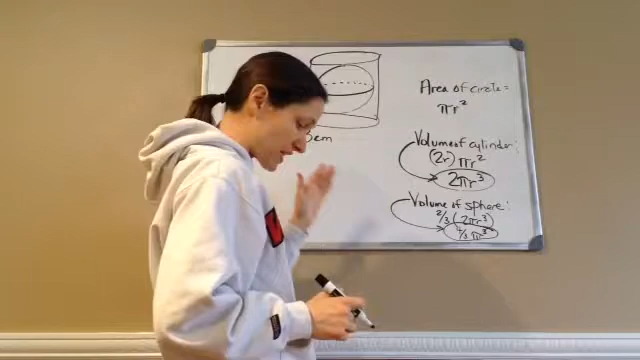 Area of circle =
πr²
cm
Volume of cylinder:
(2r) πr²
2πr³
Volume of sphere:
2/3 (2πr³)
4/3 πr³